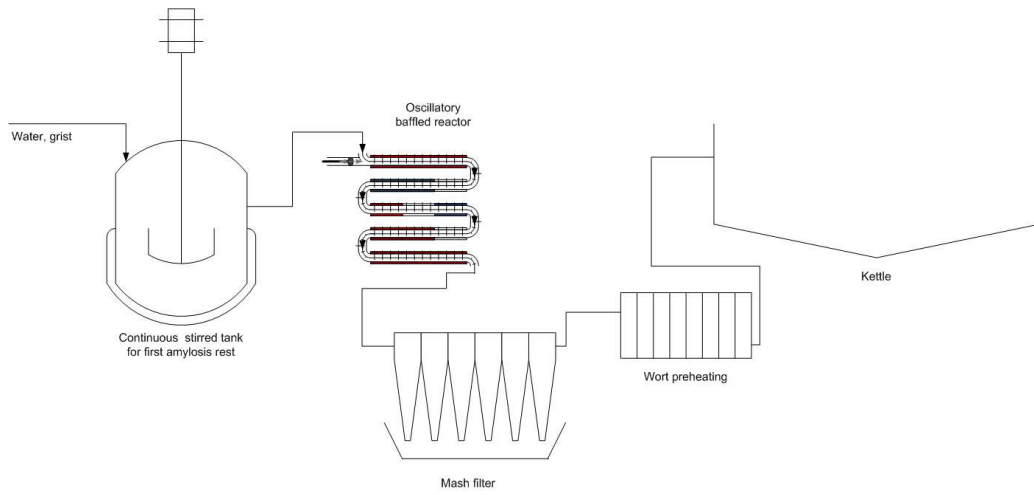 Water, grist
Oscillatory
baffled reactor
Continuous stirred tank
for first amylosis rest
Kettle
Wort preheating
Mash filter